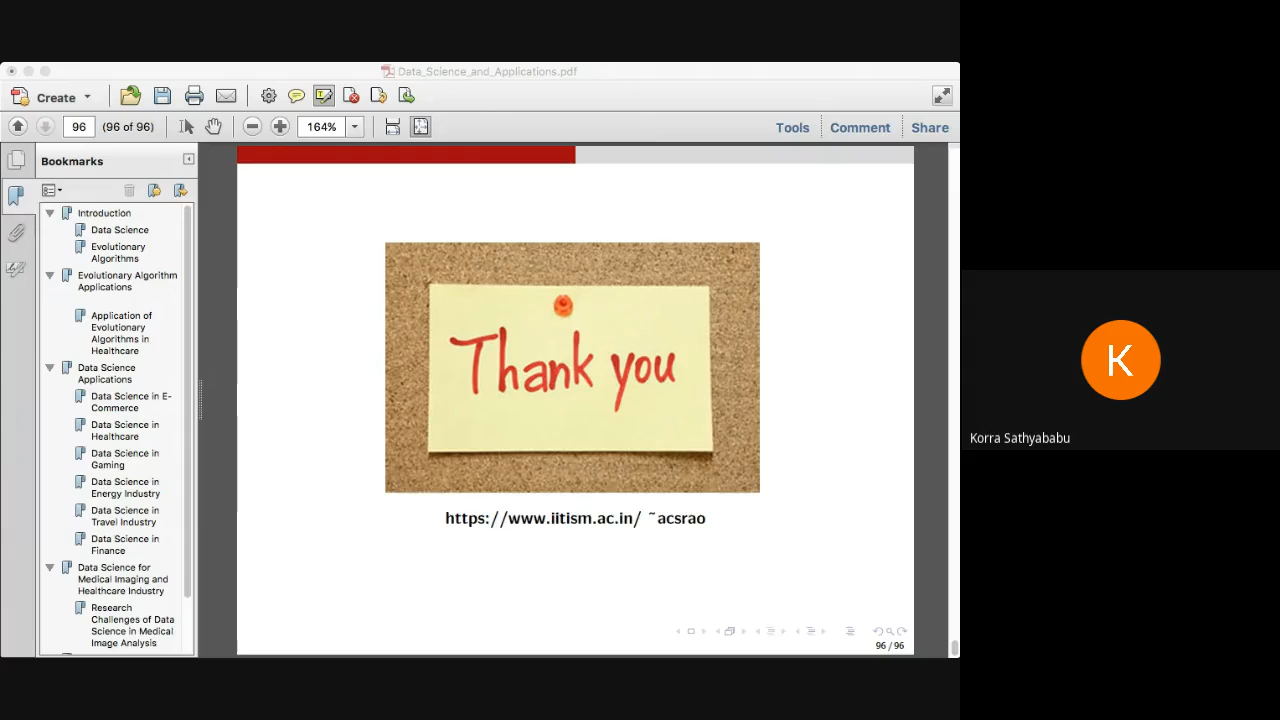 Data_Science_and_Applications.pdf
Create
96 (96 of 96) 164% Tools Comment Share
Bookmarks
Introduction
Data Science
Evolutionary
Algorithms
Evolutionary Algorithm
Applications
Application of
Evolutionary
Algorithms in
Healthcare
Data Science
Applications
Data Science in E-
Commerce
Data Science in
Healthcare
Data Science in
Gaming
Data Science in
Energy Industry
Data Science in
Travel Industry
Data Science in
Finance
Data Science for
Medical Imaging and
Healthcare Industry
Research
Challenges of Data
Science in Medical
Image Analysis
Thank you
https://www.iitism.ac.in/ ~acsrao
96 / 96
K
Korra Sathyababu